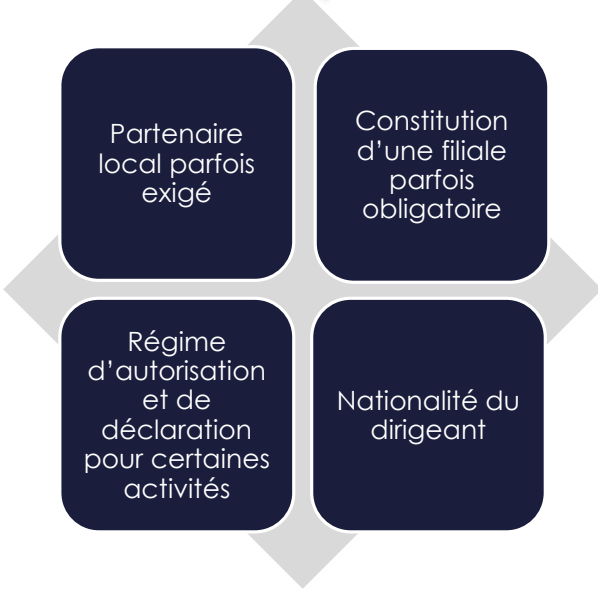 Partenaire
local parfois
exigé
Constitution
d’une filiale
parfois
obligatoire
Régime
d’autorisation
et de
déclaration
pour certaines
activités
Nationalité du
dirigeant